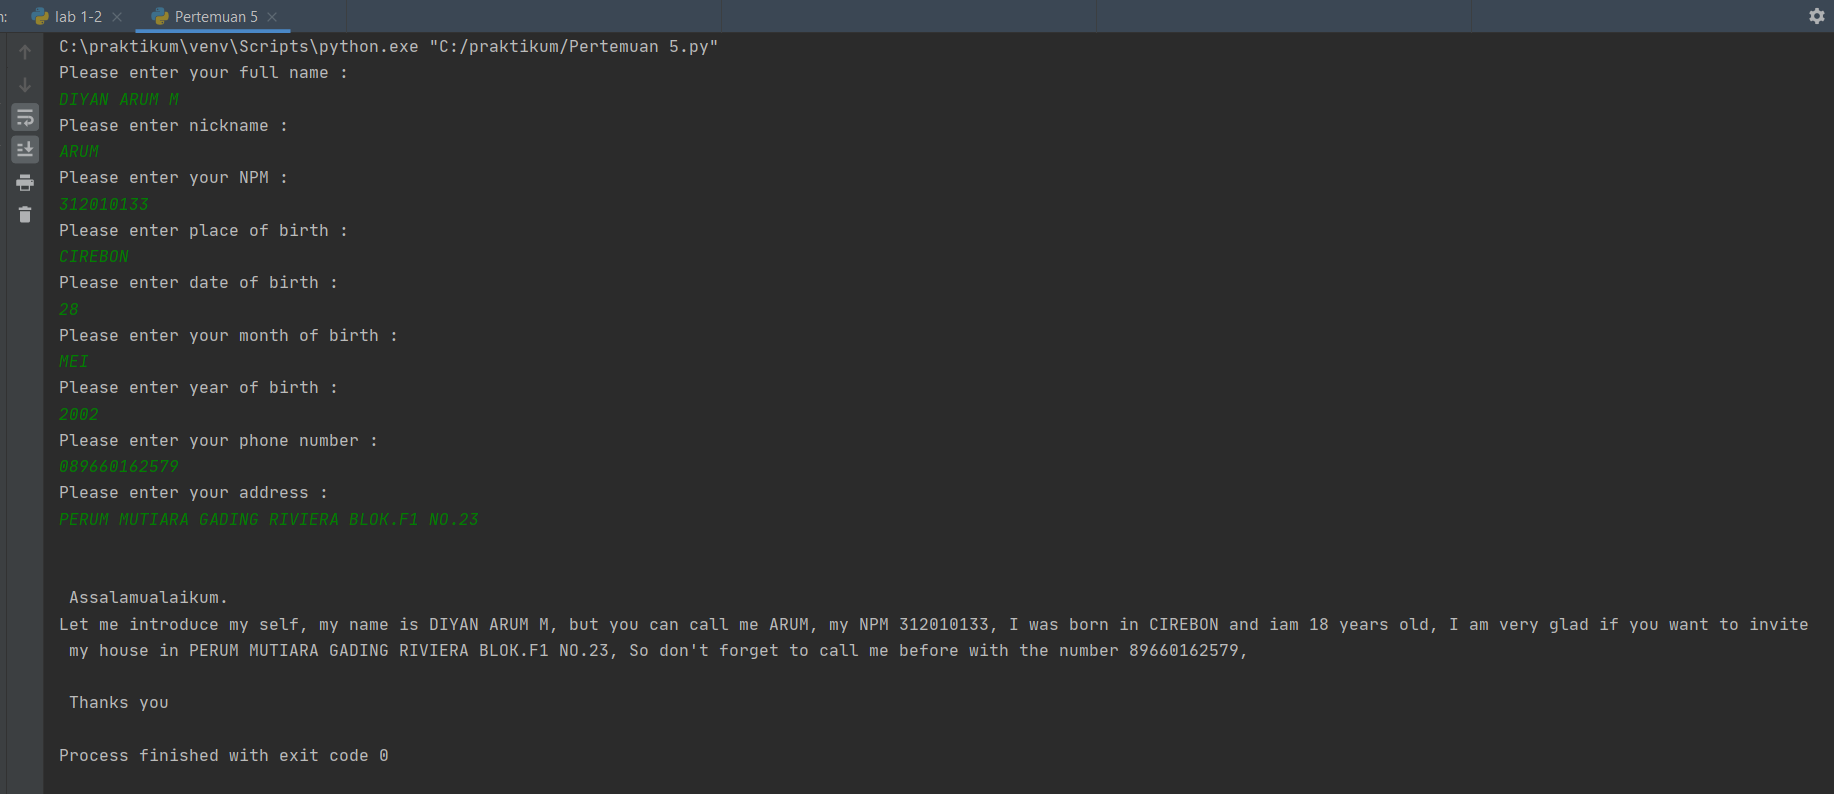 n:
lab 1-2
Pertemuan 5
C:\praktikum\venv\Scripts\python.exe "C:/praktikum/Pertemuan 5.py"
Please enter your full name :
DIYAN ARUM M
Please enter nickname :
ARUM
Please enter your NPM :
312010133
Please enter place of birth :
CIREBON
Please enter date of birth :
28
Please enter your month of birth :
MEI
Please enter year of birth :
2002
Please enter your phone number :
089660162579
Please enter your address :
PERUM MUTIARA GADING RIVIERA BLOK.F1 NO.23
Assalamualaikum.
Let me introduce my self, my name is DIYAN ARUM M, but you can call me ARUM, my NPM 312010133, I was born in CIREBON and iam 18 years old, I am very glad if you want to invite
my house in PERUM MUTIARA GADING RIVIERA BLOK.F1 NO.23, So don't forget to call me before with the number 89660162579,
Thanks you
Process finished with exit code 0